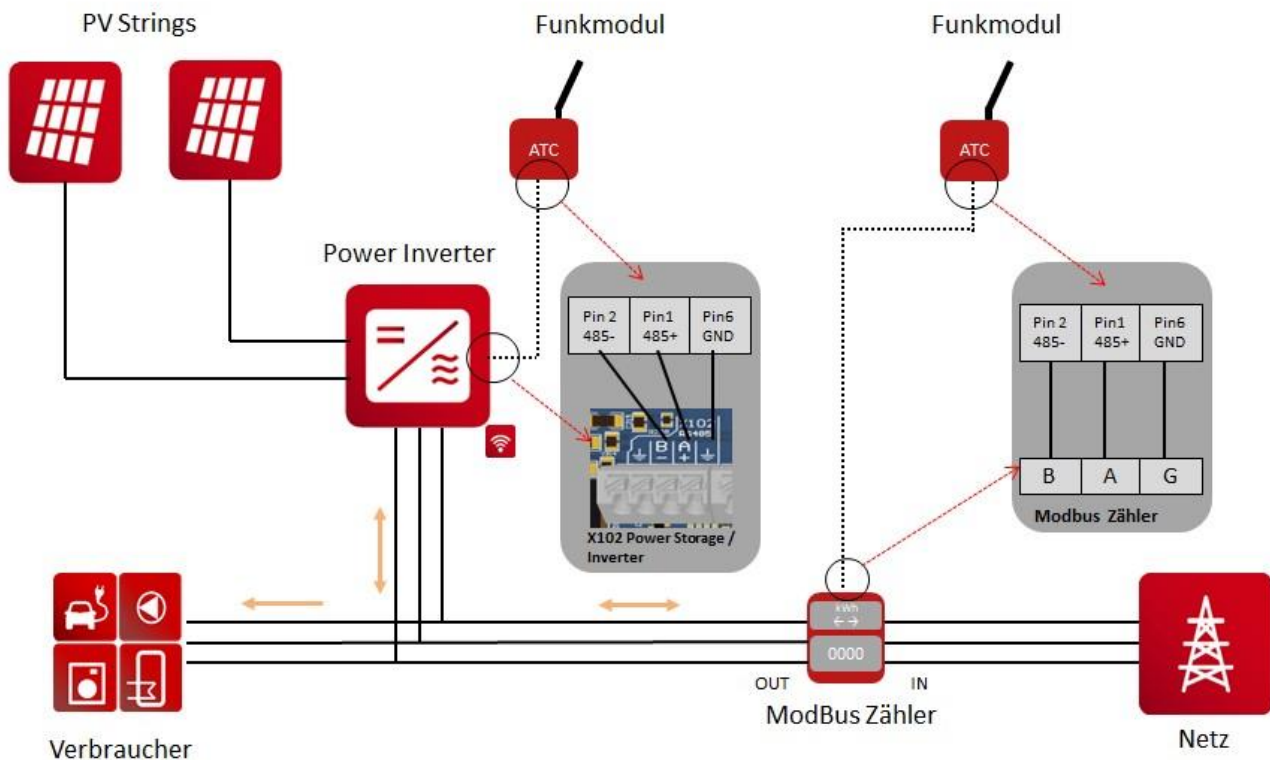 PV Strings
Funkmodul
Funkmodul
ATC
ATC
Power Inverter
Pin 2
485-
Pin1
485+
Pin6
GND
X102
RS485
B
-
A
+
X102 Power Storage /
Inverter
Pin 2
485-
Pin1
485+
Pin6
GND
B
A
G
Modbus Zähler
kWh
0000
OUT
IN
ModBus Zähler
Verbraucher
Netz